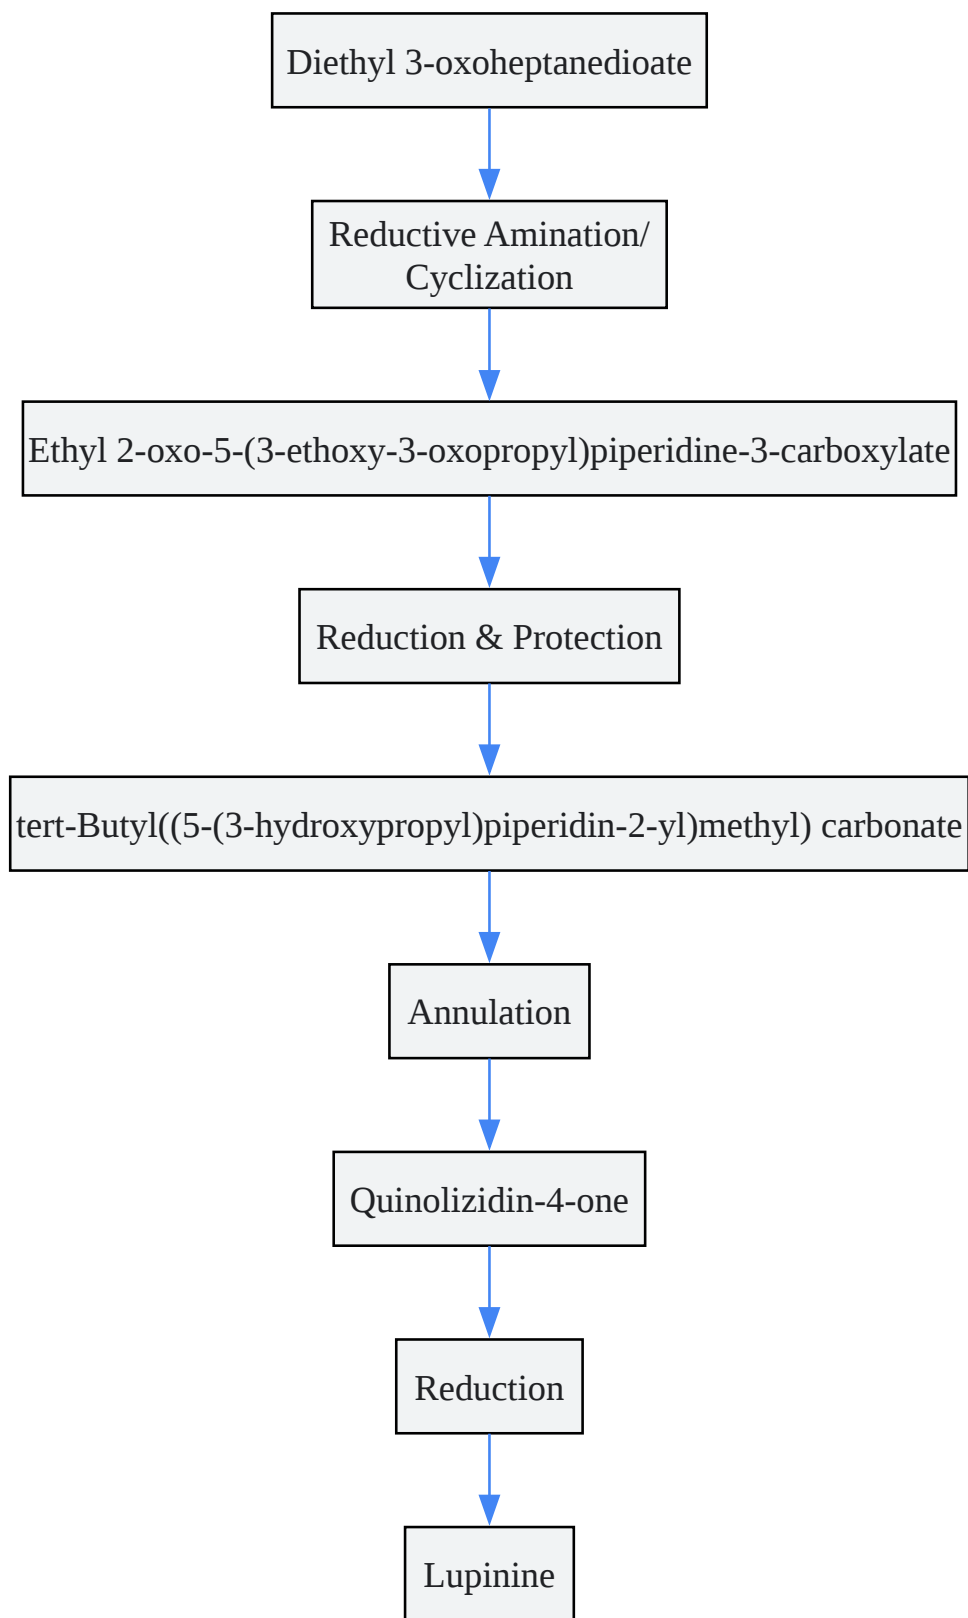 Diethyl 3-oxoheptanedioate
Reductive Amination/
Cyclization
Ethyl 2-oxo-5-(3-ethoxy-3-oxopropyl)piperidine-3-carboxylate
Reduction & Protection
tert-Butyl((5-(3-hydroxypropyl)piperidin-2-yl)methyl) carbonate
Annulation
Quinolizidin-4-one
Reduction
Lupinine